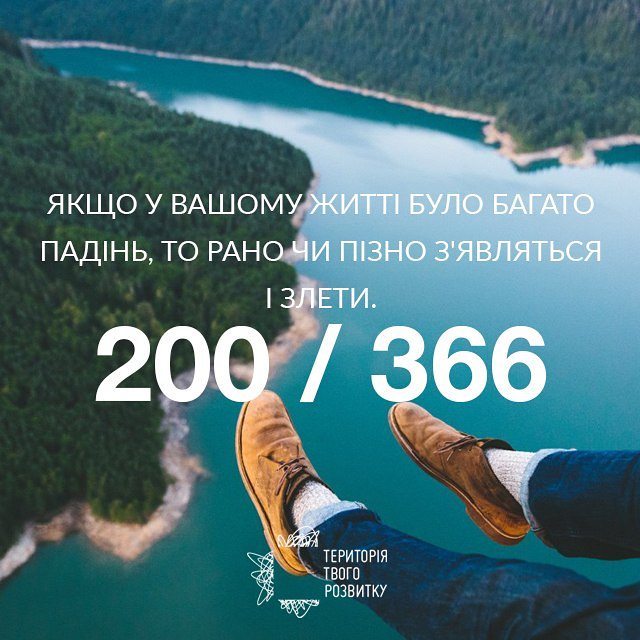 ЯКЩО У ВАШОМУ ЖИТТІ БУЛО БАГАТО
ПАДІНЬ, ТО РАНО ЧИ ПІЗНО З'ЯВЛЯТЬСЯ
І ЗЛЕТИ.
200 / 366
ТЕРИТОРІЯ
ТВОГО
РОЗВИТКУ